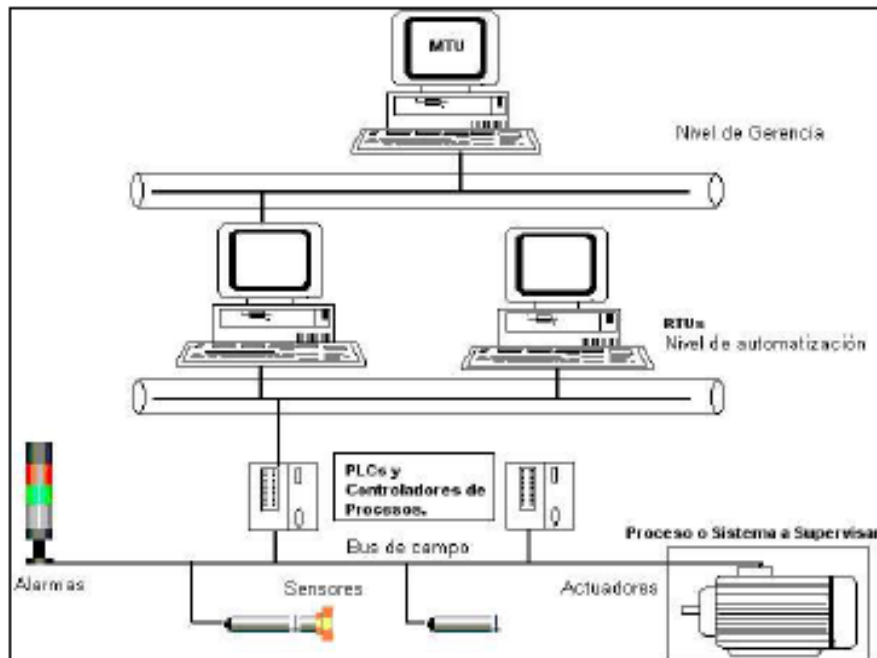 MTU
Nivel de Gerencia
RTUs
Nivel de automatización
PLCs y
Controladores de
Procesos.
Proceso o Sistema a Supervisar
Bus de campo
Alarmas
Sensores
Actuadores